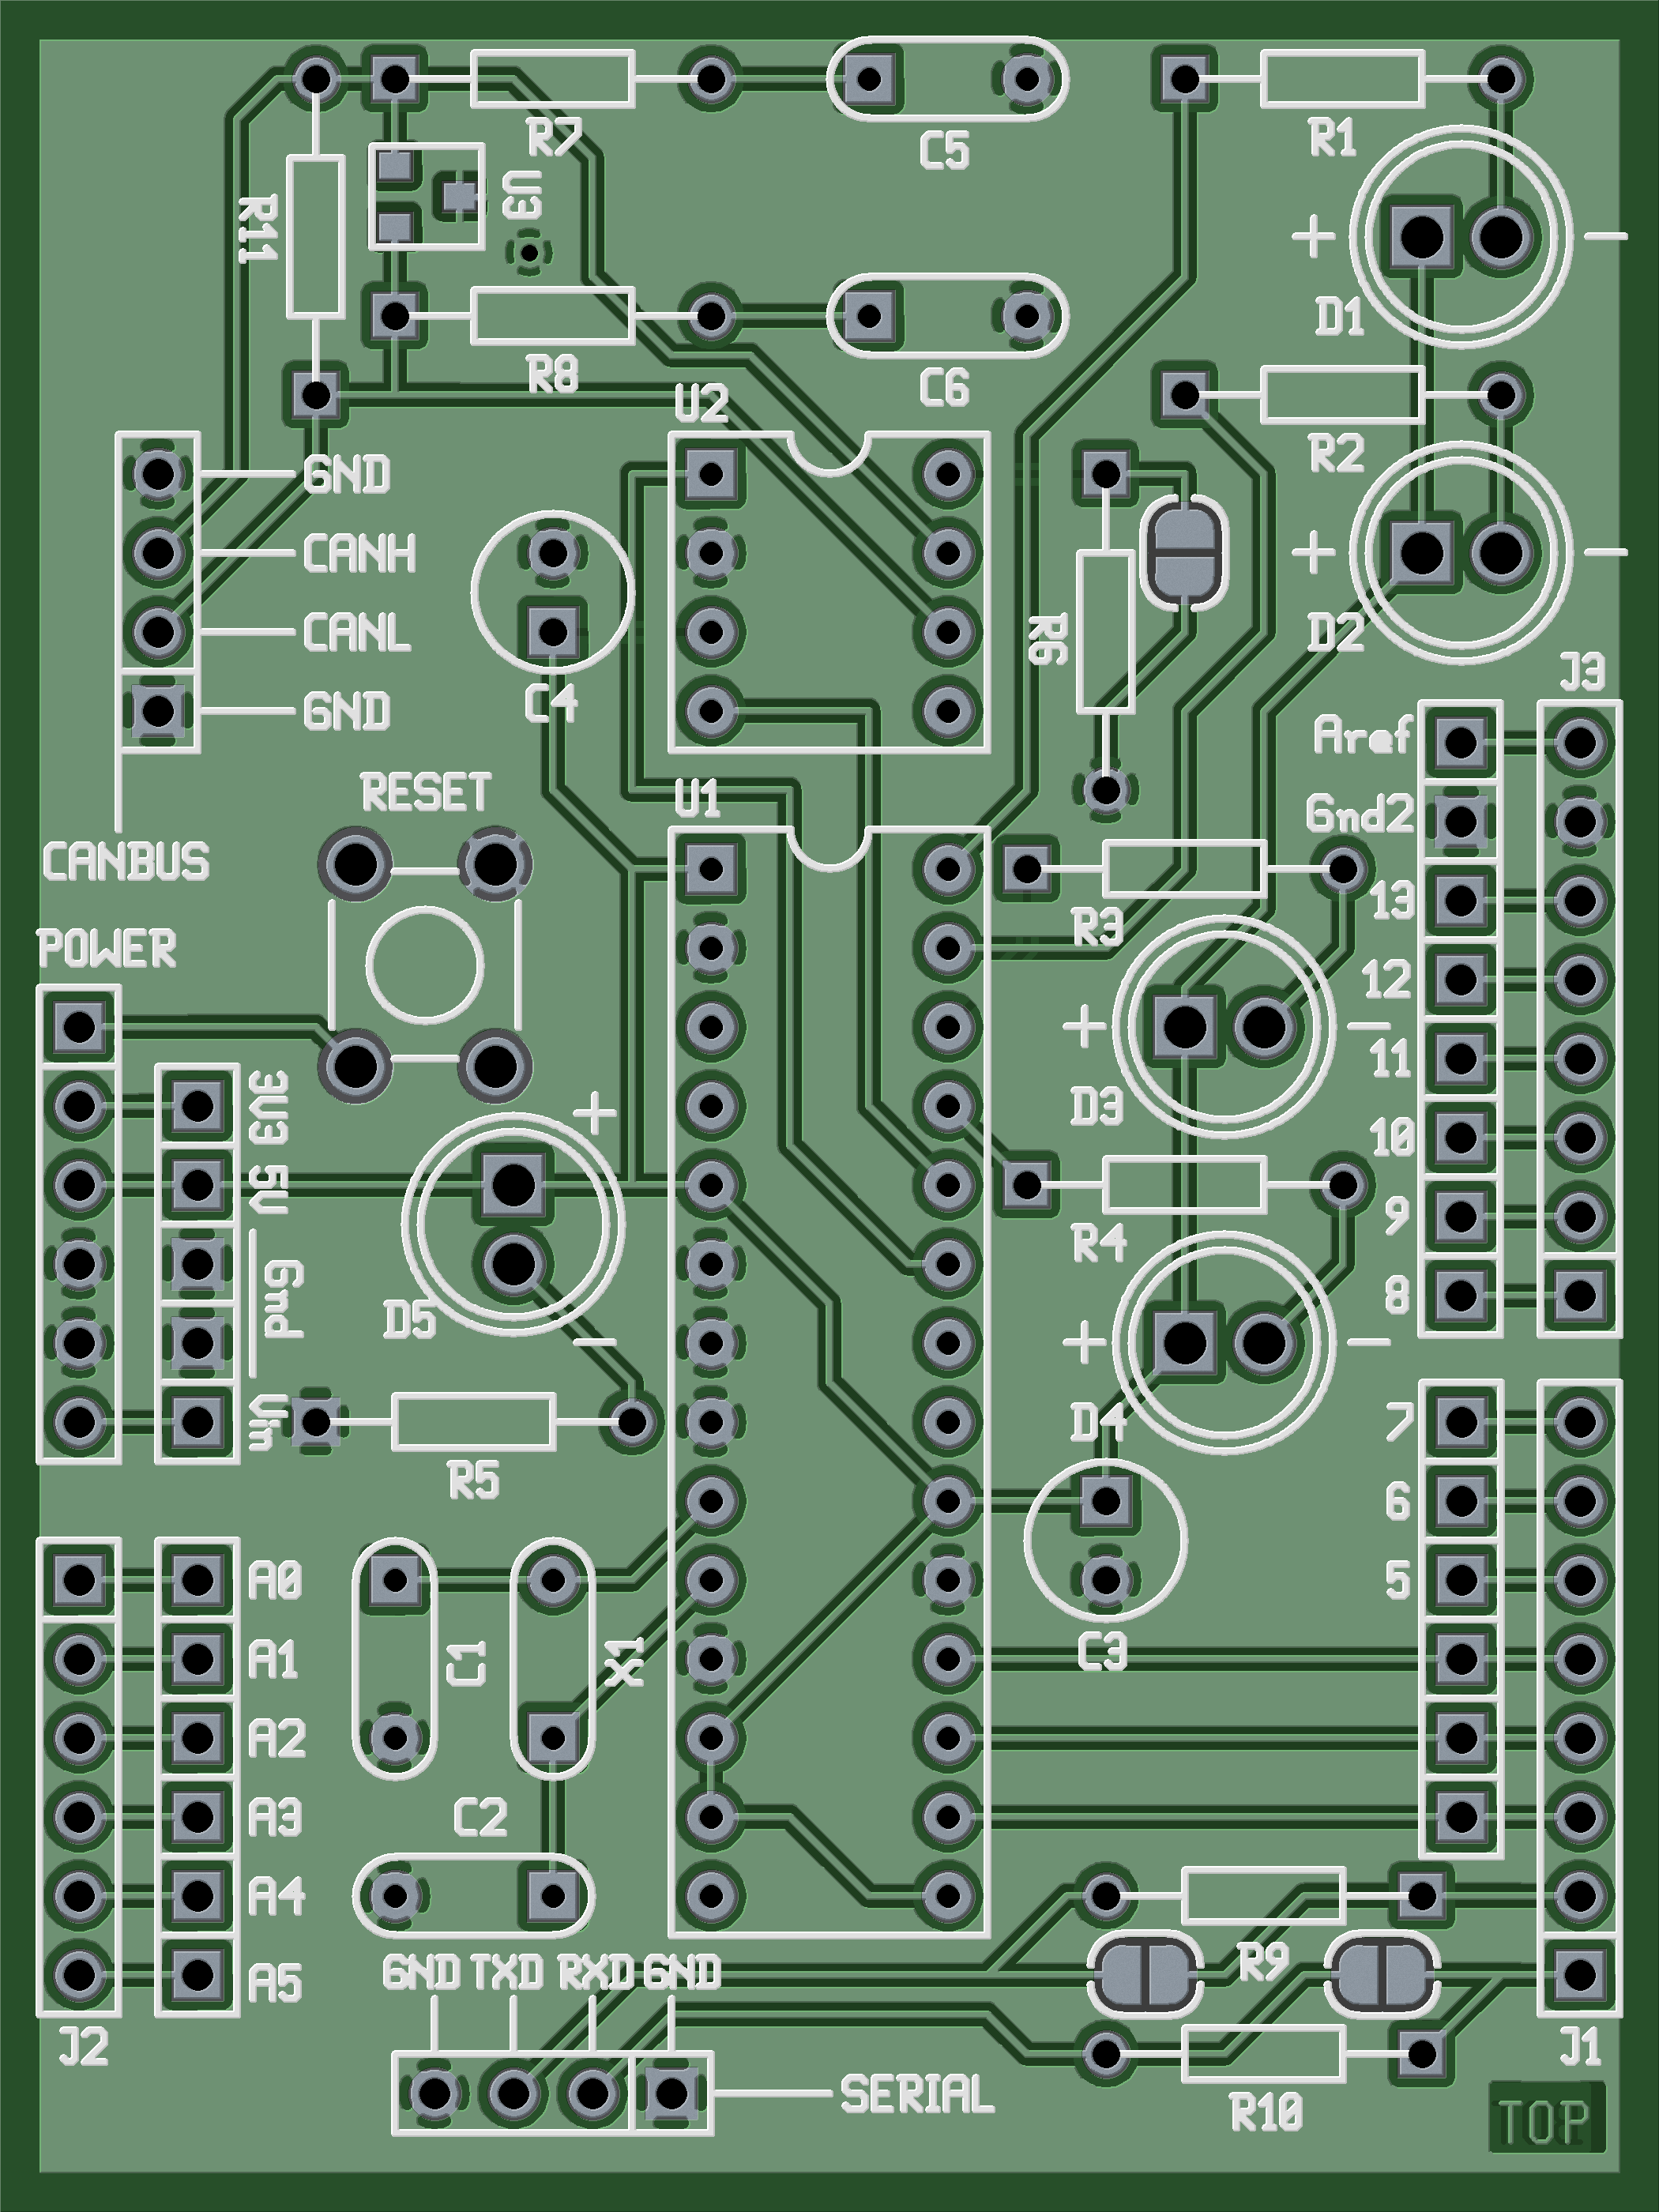 R7
C5
R1
U3
R11
+ −
D1
R8
C6
U2
R2
GND
CANH
+ −
CANL
R6
D2
J3
GND
C4
Aref
RESET
U1
Gnd2
CANBUS
13
R3
POWER
12
+ −
11
3V3
D3
+
10
5V
9
R4
Gnd
8
D5
−
+ −
Vin
7
D4
R5
6
A0
5
A1
C1
X1
C3
A2
A3
C2
A4
R9
A5
GND TXD RXD GND
J2
J1
SERIAL
R10
TOP